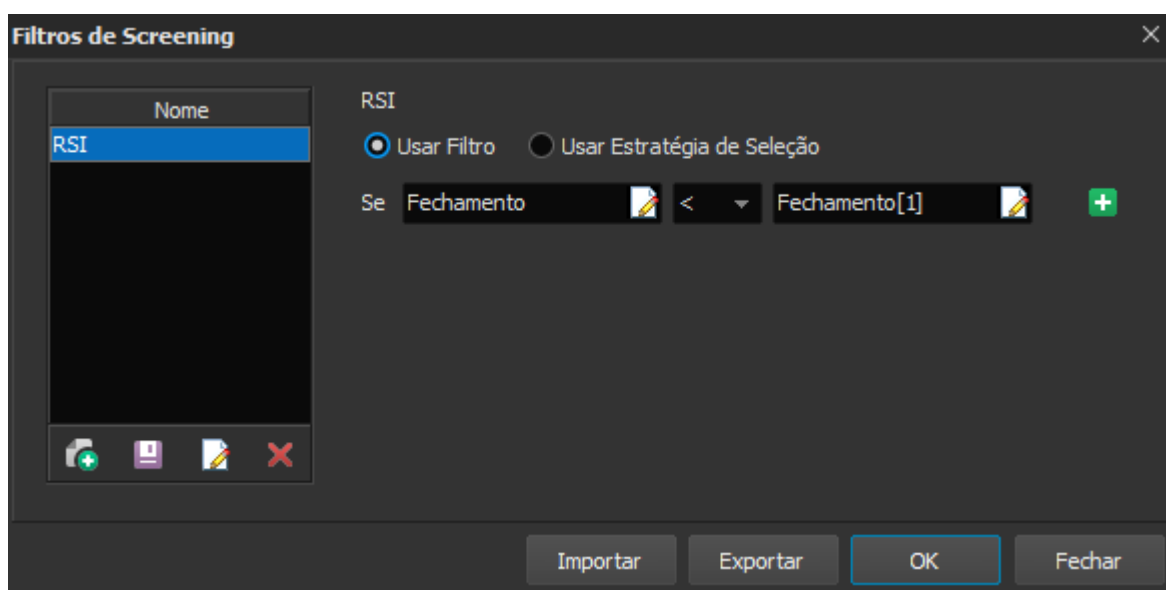 Filtros de Screening
Nome
RSI
RSI
Usar Filtro Usar Estratégia de Seleção
Se Fechamento < Fechamento[1]
Importar Exportar OK Fechar